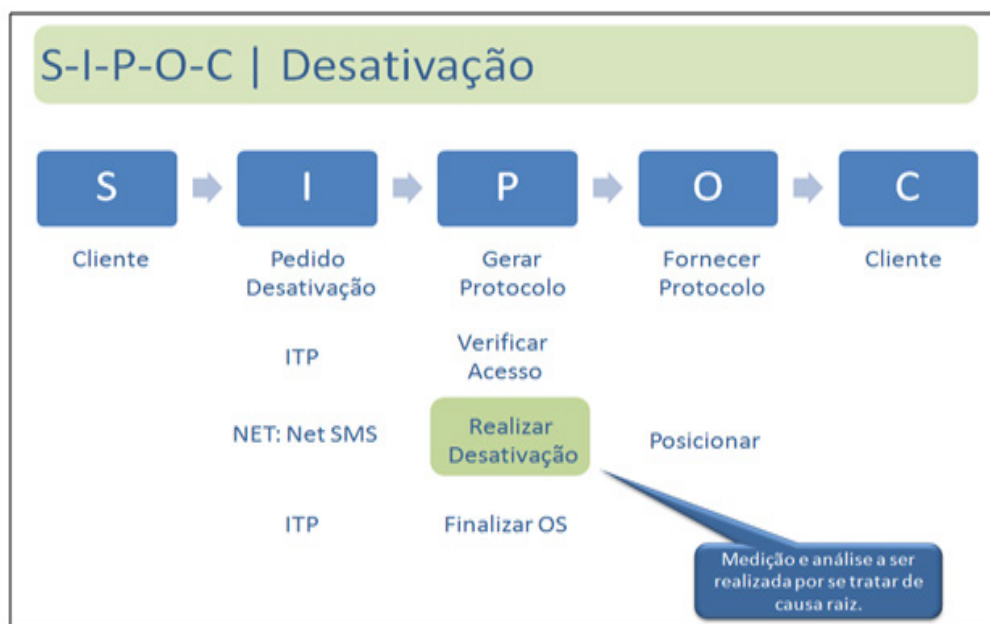 S-I-P-O-C | Desativação
S I P O C
Cliente
Pedido
Desativação
Gerar
Protocolo
Fornecer
Protocolo
Cliente
ITP
Verificar
Acesso
NET: Net SMS
Realizar
Desativação
Posicionar
ITP
Finalizar OS
Medição e análise a ser
realizada por se tratar de
causa raiz.